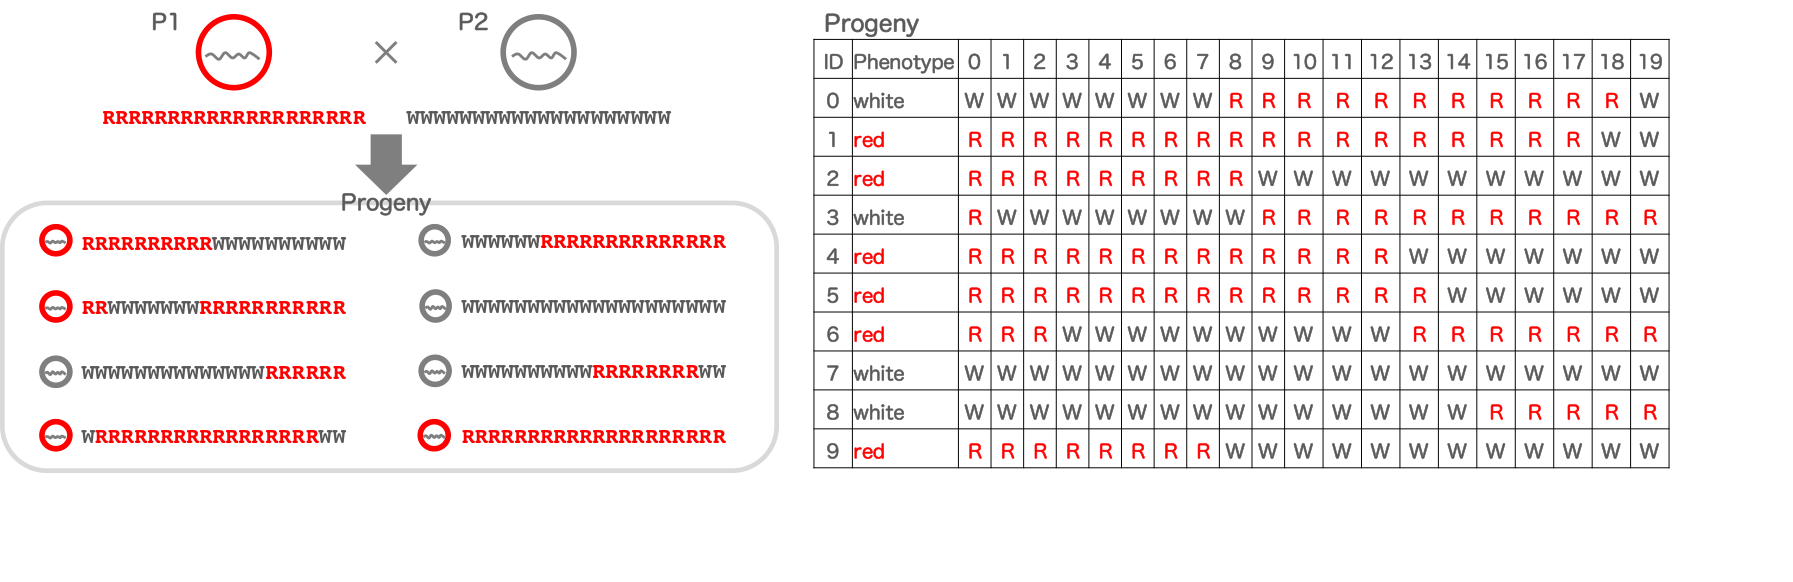 P1
P2
×
RRRRRRRRRRRRRRRRRRRR
WWWWWWWWWWWWWWWWWWWW
Progeny
RRRRRRRRRRWWWWWWWWWW
WWWWWWRRRRRRRRRRRRRR
RRWWWWWWWRRRRRRRRRRR
WWWWWWWWWWWWWWWWWWWW
WWWWWWWWWWWWWWRRRRRR
WWWWWWWWWWRRRRRRRRWW
WRRRRRRRRRRRRRRRRRWW
RRRRRRRRRRRRRRRRRRRR
Progeny
ID Phenotype 0 1 2 3 4 5 6 7 8 9 10 11 12 13 14 15 16 17 18 19
0 white W W W W W W W W R R R R R R R R R R R W
1 red R R R R R R R R R R R R R R R R R R W W
2 red R R R R R R R R R W W W W W W W W W W W
3 white R W W W W W W W W R R R R R R R R R R R
4 red R R R R R R R R R R R R R W W W W W W W
5 red R R R R R R R R R R R R R R W W W W W W
6 red R R R W W W W W W W W W W R R R R R R R
7 white W W W W W W W W W W W W W W W W W W W W
8 white W W W W W W W W W W W W W W W R R R R R
9 red R R R R R R R R W W W W W W W W W W W W